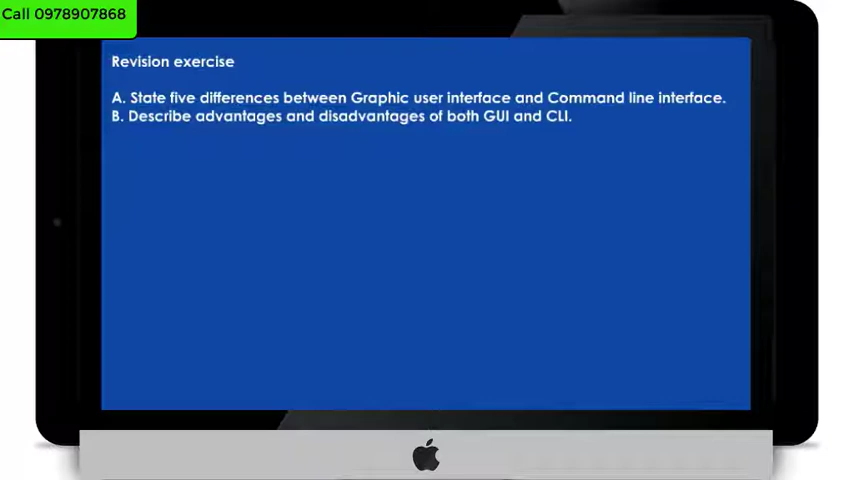 Call 0978907868
Revision exercise
A. State five differences between Graphic user interface and Command line interface.
B. Describe advantages and disadvantages of both GUI and CLI.